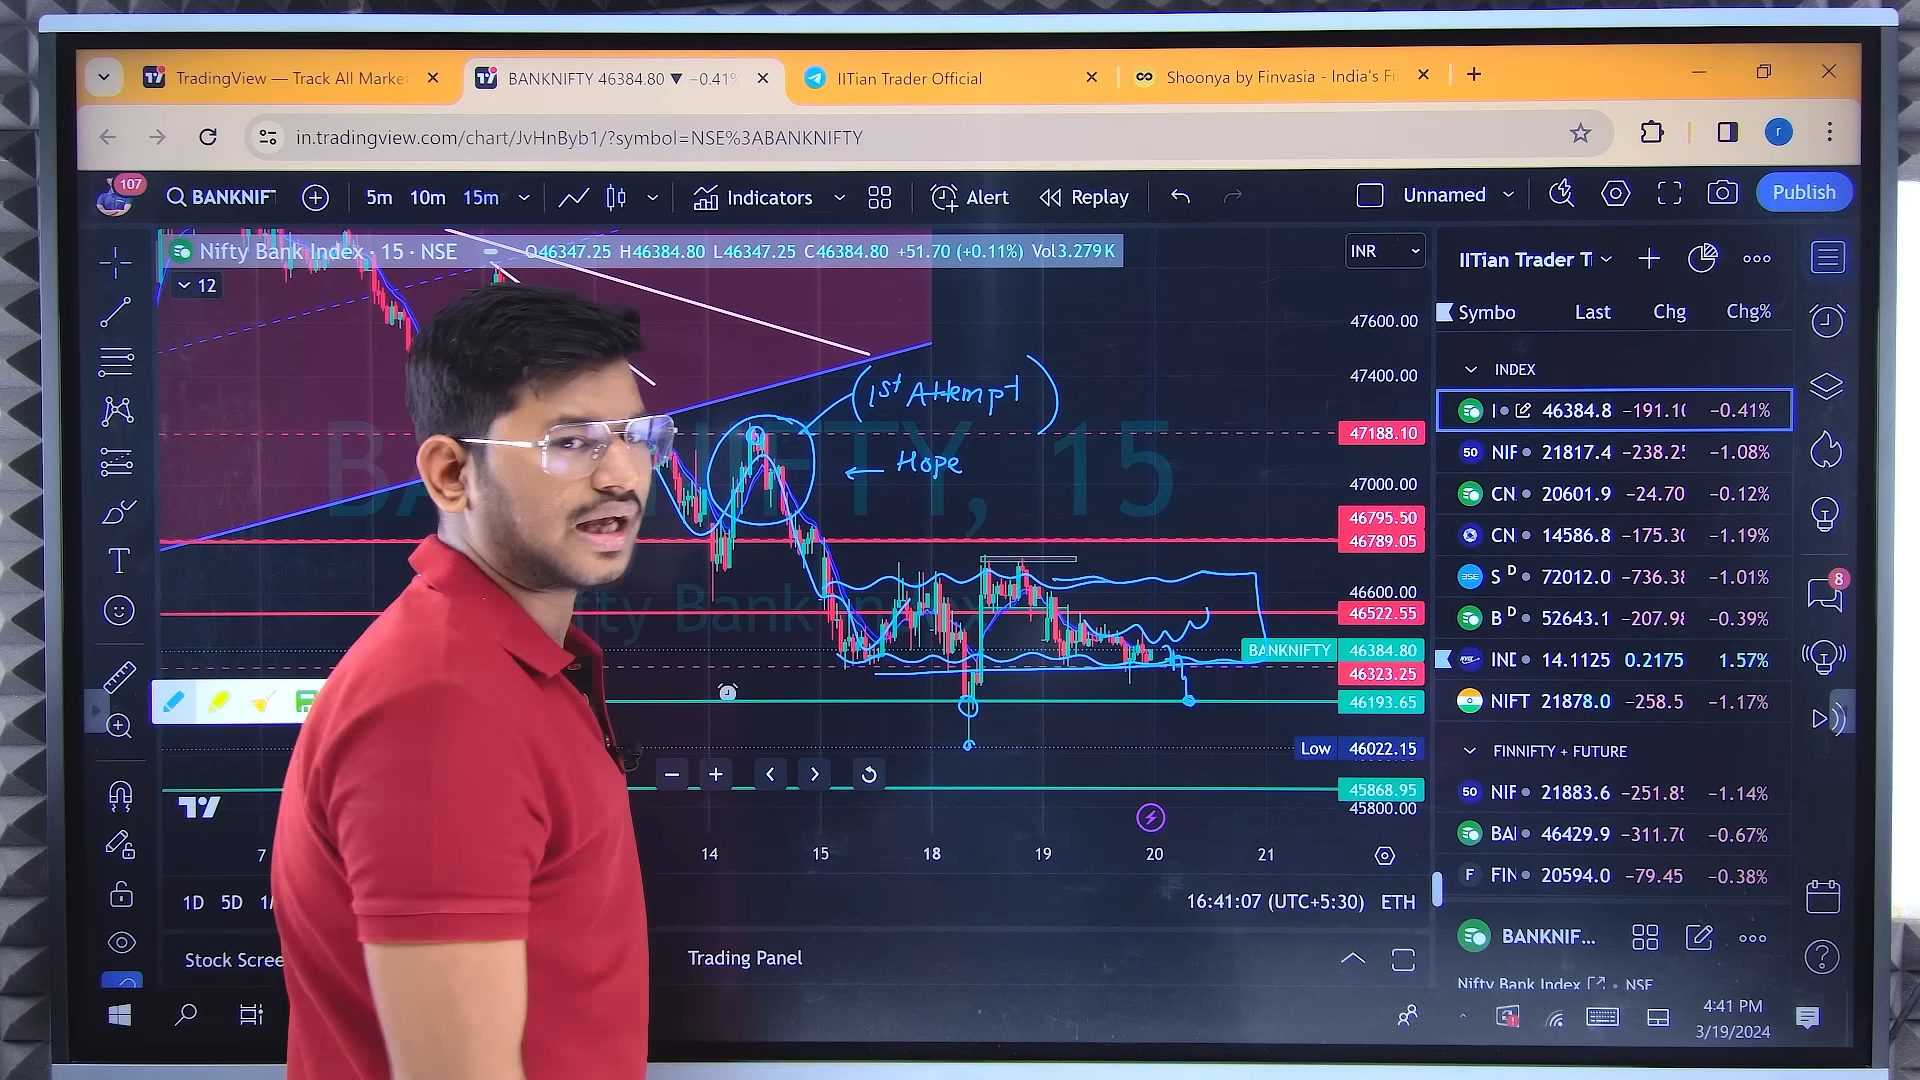 TradingView — Track All Market
BANKNIFTY 46384.80 ▼ −0.41%
IITian Trader Official
Shoonya by Finvasia - India's Fi
in.tradingview.com/chart/JvHnByb1/?symbol=NSE%3ABANKNIFTY
r
107
BANKNIF
5m 10m 15m
Indicators
Alert
Replay
Unnamed
Publish
Nifty Bank Index · 15 · NSE
O46347.25 H46384.80 L46347.25 C46384.80 +51.70 (+0.11%) Vol3.279K
12
INR
47600.00
47400.00
47188.10
47000.00
46795.50
46789.05
46600.00
46522.55
BANKNIFTY 46384.80
46323.25
46193.65
Low 46022.15
45868.95
45800.00
(1st Attempt)
← Hope
7 14 15 18 19 20 21
1D 5D
16:41:07 (UTC+5:30) ETH
Stock Scree
Trading Panel
IITian Trader T
Symbo Last Chg Chg%
INDEX
I 46384.8 −191.1 −0.41%
NIF 21817.4 −238.2 −1.08%
CN 20601.9 −24.70 −0.12%
CN 14586.8 −175.3 −1.19%
S D 72012.0 −736.3 −1.01%
B D 52643.1 −207.9 −0.39%
INE 14.1125 0.2175 1.57%
NIFT 21878.0 −258.5 −1.17%
FINNIFTY + FUTURE
NIF 21883.6 −251.8 −1.14%
BAI 46429.9 −311.7 −0.67%
FIN 20594.0 −79.45 −0.38%
BANKNIF...
Nifty Bank Index • NSE
8
4:41 PM
3/19/2024